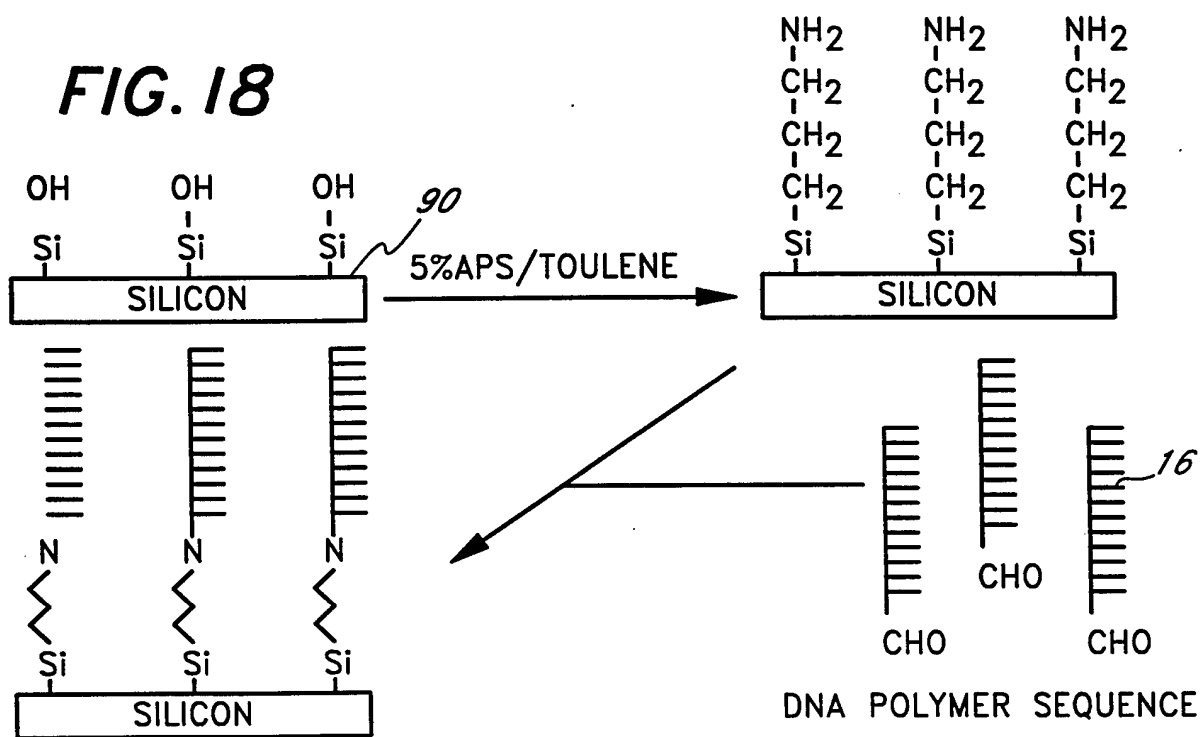 FIG. 18
OH OH OH
Si Si Si
90
SILICON
5%APS/TOULENE
NH2 NH2 NH2
CH2 CH2 CH2
CH2 CH2 CH2
CH2 CH2 CH2
Si Si Si
SILICON
16
CHO
CHO CHO
DNA POLYMER SEQUENCE
N N N
Si Si Si
SILICON